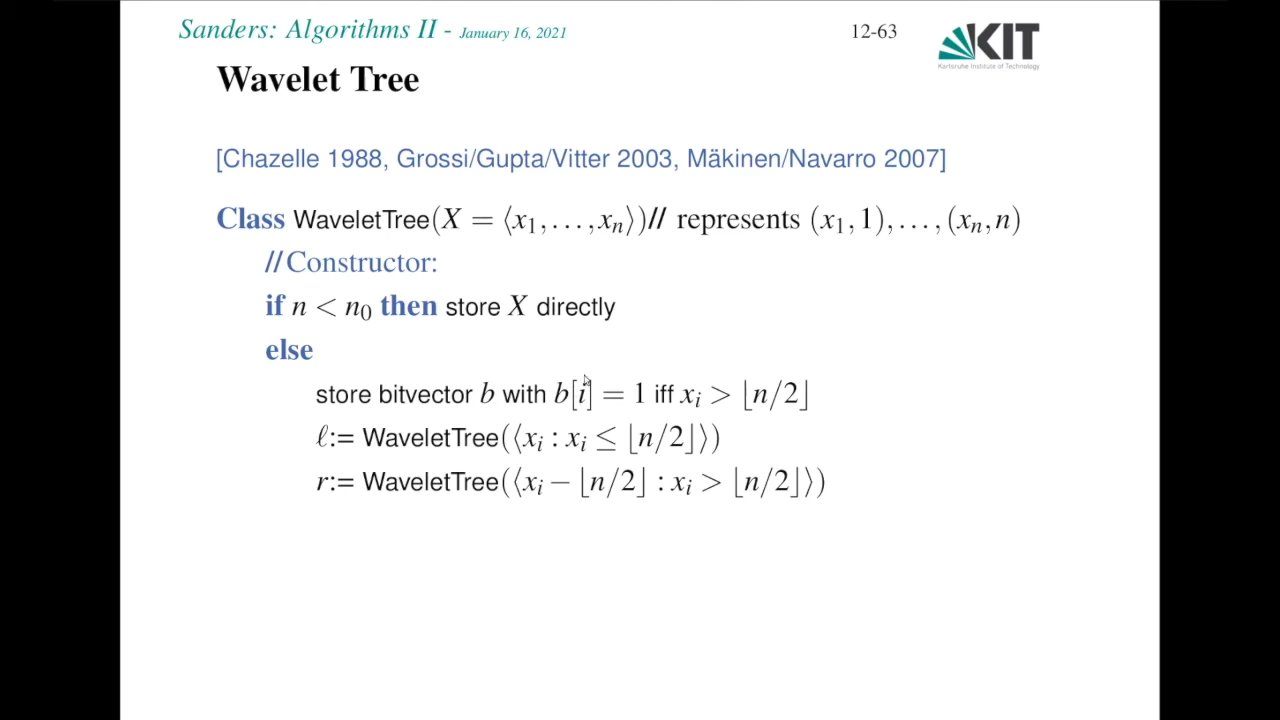 Sanders: Algorithms II - January 16, 2021
12-63
KIT
Karlsruhe Institute of Technology
Wavelet Tree
[Chazelle 1988, Grossi/Gupta/Vitter 2003, Mäkinen/Navarro 2007]
Class WaveletTree(X = ⟨x₁,…,xₙ⟩)// represents (x₁,1),…,(xₙ,n)
//Constructor:
if n < n₀ then store X directly
else
store bitvector b with b[i] = 1 iff xᵢ > ⌊n/2⌋
ℓ:= WaveletTree(⟨xᵢ : xᵢ ≤ ⌊n/2⌋⟩)
r:= WaveletTree(⟨xᵢ − ⌊n/2⌋ : xᵢ > ⌊n/2⌋⟩)